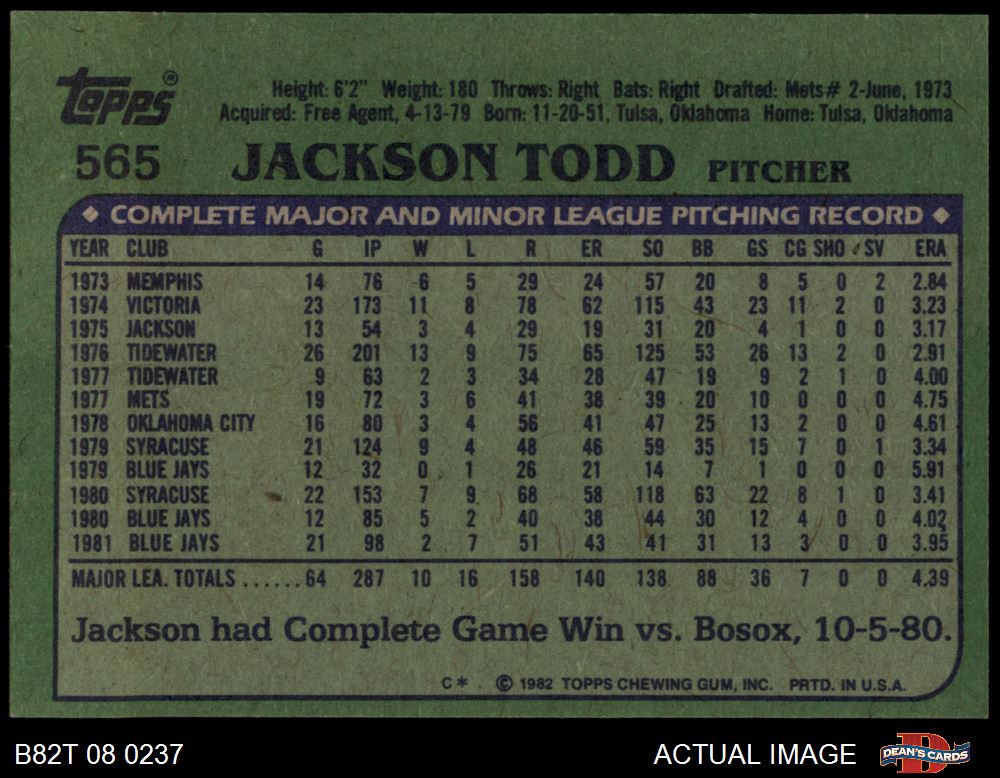 Topps®
Height: 6'2" Weight: 180 Throws: Right Bats: Right Drafted: Mets# 2-June, 1973
Acquired: Free Agent, 4-13-79 Born: 11-20-51, Tulsa, Oklahoma Home: Tulsa, Oklahoma
565 JACKSON TODD PITCHER
COMPLETE MAJOR AND MINOR LEAGUE PITCHING RECORD
YEAR CLUB G IP W L R ER SO BB GS CG SHO SV ERA
1973 MEMPHIS 14 76 6 5 29 24 57 20 8 5 0 2 2.84
1974 VICTORIA 23 173 11 8 78 62 115 43 23 11 2 0 3.23
1975 JACKSON 13 54 3 4 29 19 31 20 4 1 0 0 3.17
1976 TIDEWATER 26 201 13 9 75 65 125 53 26 13 2 0 2.91
1977 TIDEWATER 9 63 2 3 34 28 47 19 9 2 1 0 4.00
1977 METS 19 72 3 6 41 38 39 20 10 0 0 0 4.75
1978 OKLAHOMA CITY 16 80 3 4 56 41 47 25 13 2 0 0 4.61
1979 SYRACUSE 21 124 9 4 48 46 59 35 15 7 0 1 3.34
1979 BLUE JAYS 12 32 0 1 26 21 14 7 1 0 0 0 5.91
1980 SYRACUSE 22 153 7 9 68 58 118 63 22 8 1 0 3.41
1980 BLUE JAYS 12 85 5 2 40 38 44 30 12 4 0 0 4.02
1981 BLUE JAYS 21 98 2 7 51 43 41 31 13 3 0 0 3.95
MAJOR LEA. TOTALS ......64 287 10 16 158 140 138 88 36 7 0 0 4.39
Jackson had Complete Game Win vs. Bosox, 10-5-80.
C* © 1982 TOPPS CHEWING GUM, INC. PRTD. IN U.S.A.
B82T 08 0237 ACTUAL IMAGE DEAN'S CARDS